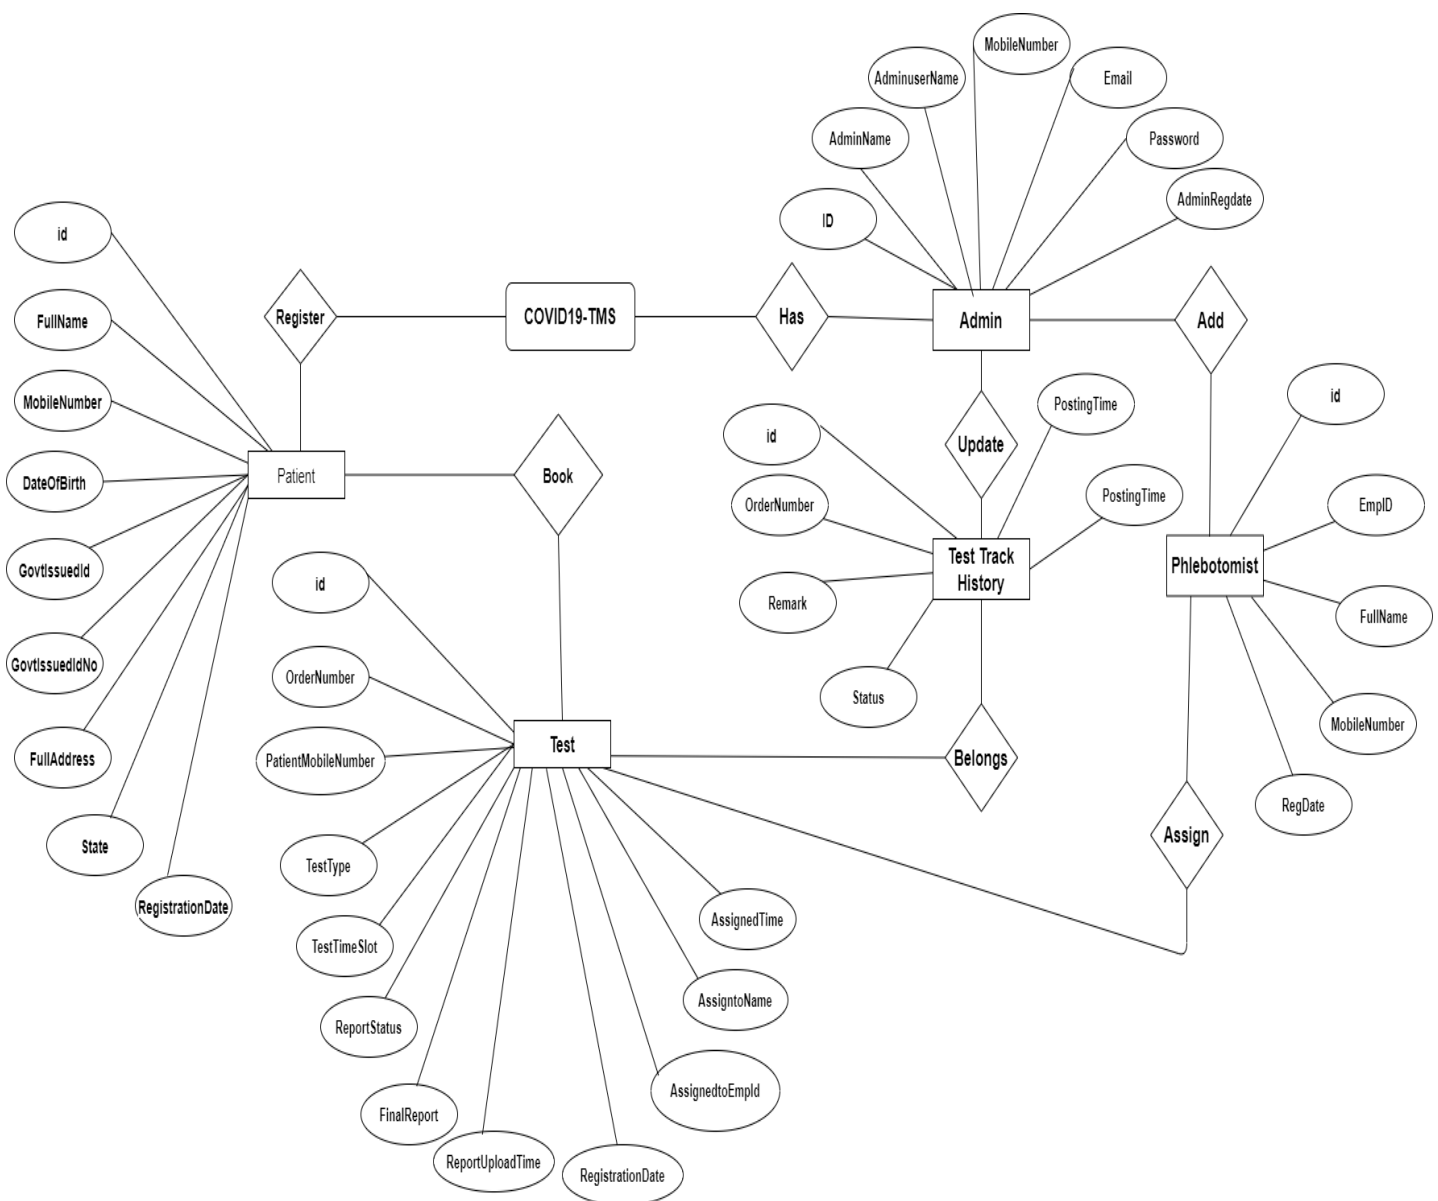 MobileNumber
AdminuserName
Email
AdminName
Password
AdminRegdate
ID
id
Register
COVID19-TMS
Has
Admin
Add
FullName
MobileNumber
PostingTime
id
id
Update
DateOfBirth
Patient
Book
OrderNumber
PostingTime
EmpID
GovtIssuedId
id
Test Track
History
Phlebotomist
Remark
FullName
GovtIssuedIdNo
OrderNumber
Status
MobileNumber
FullAddress
PatientMobileNumber
Test
Belongs
RegDate
State
TestType
Assign
RegistrationDate
AssignedTime
TestTimeSlot
AssigntoName
ReportStatus
AssignedtoEmpId
FinalReport
ReportUploadTime
RegistrationDate